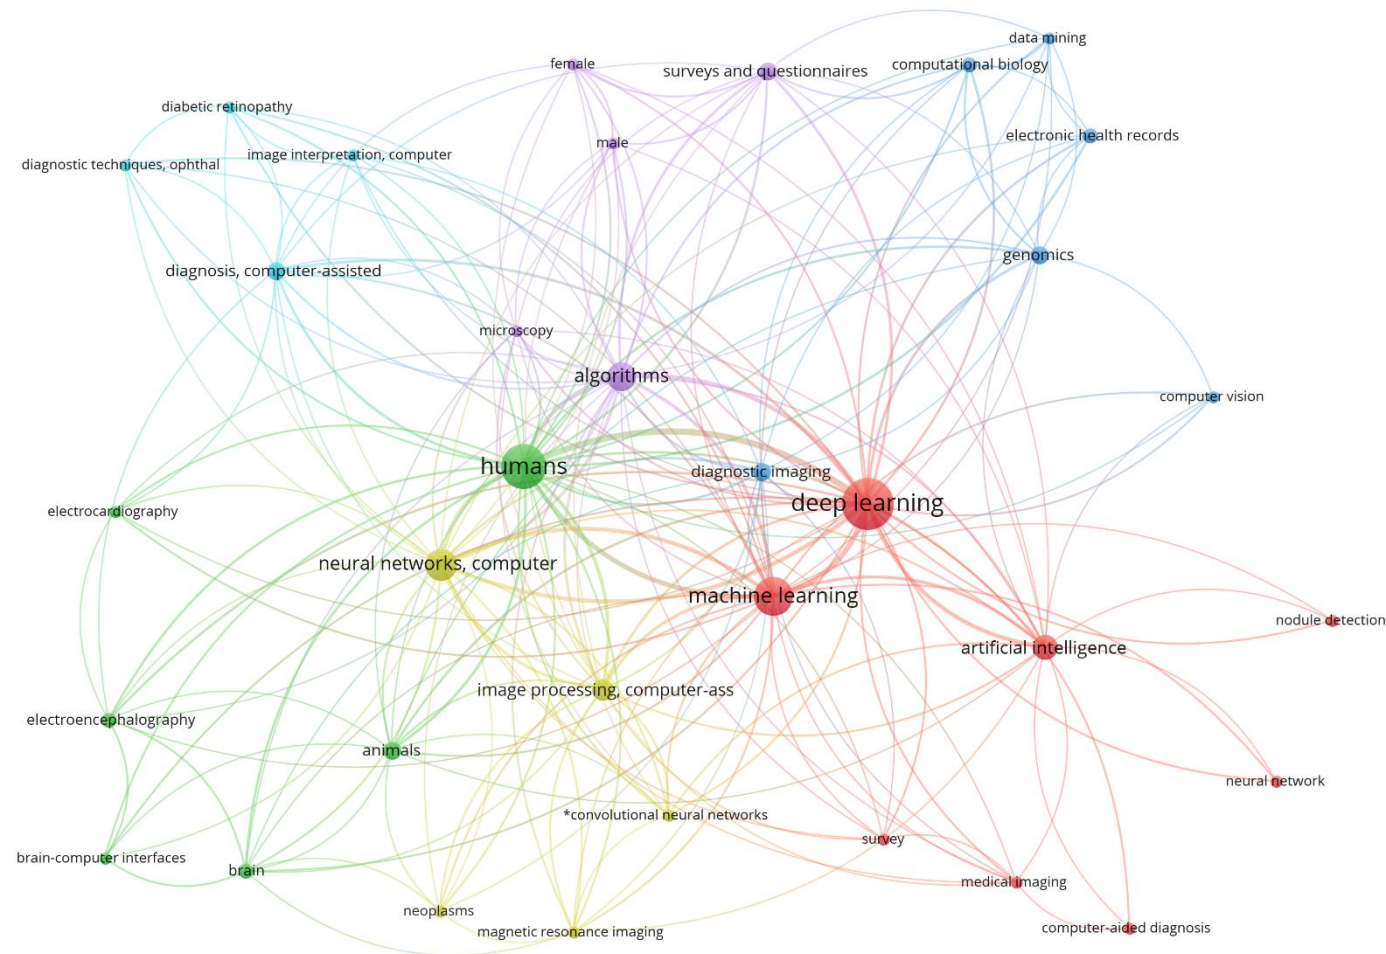 data mining
female
computational biology
surveys and questionnaires
diabetic retinopathy
electronic health records
male
image interpretation, computer
diagnostic techniques, ophthal
genomics
diagnosis, computer-assisted
microscopy
algorithms
computer vision
humans
diagnostic imaging
deep learning
electrocardiography
neural networks, computer
machine learning
nodule detection
artificial intelligence
image processing, computer-ass
electroencephalography
animals
neural network
*convolutional neural networks
survey
brain-computer interfaces
brain
medical imaging
neoplasms
computer-aided diagnosis
magnetic resonance imaging